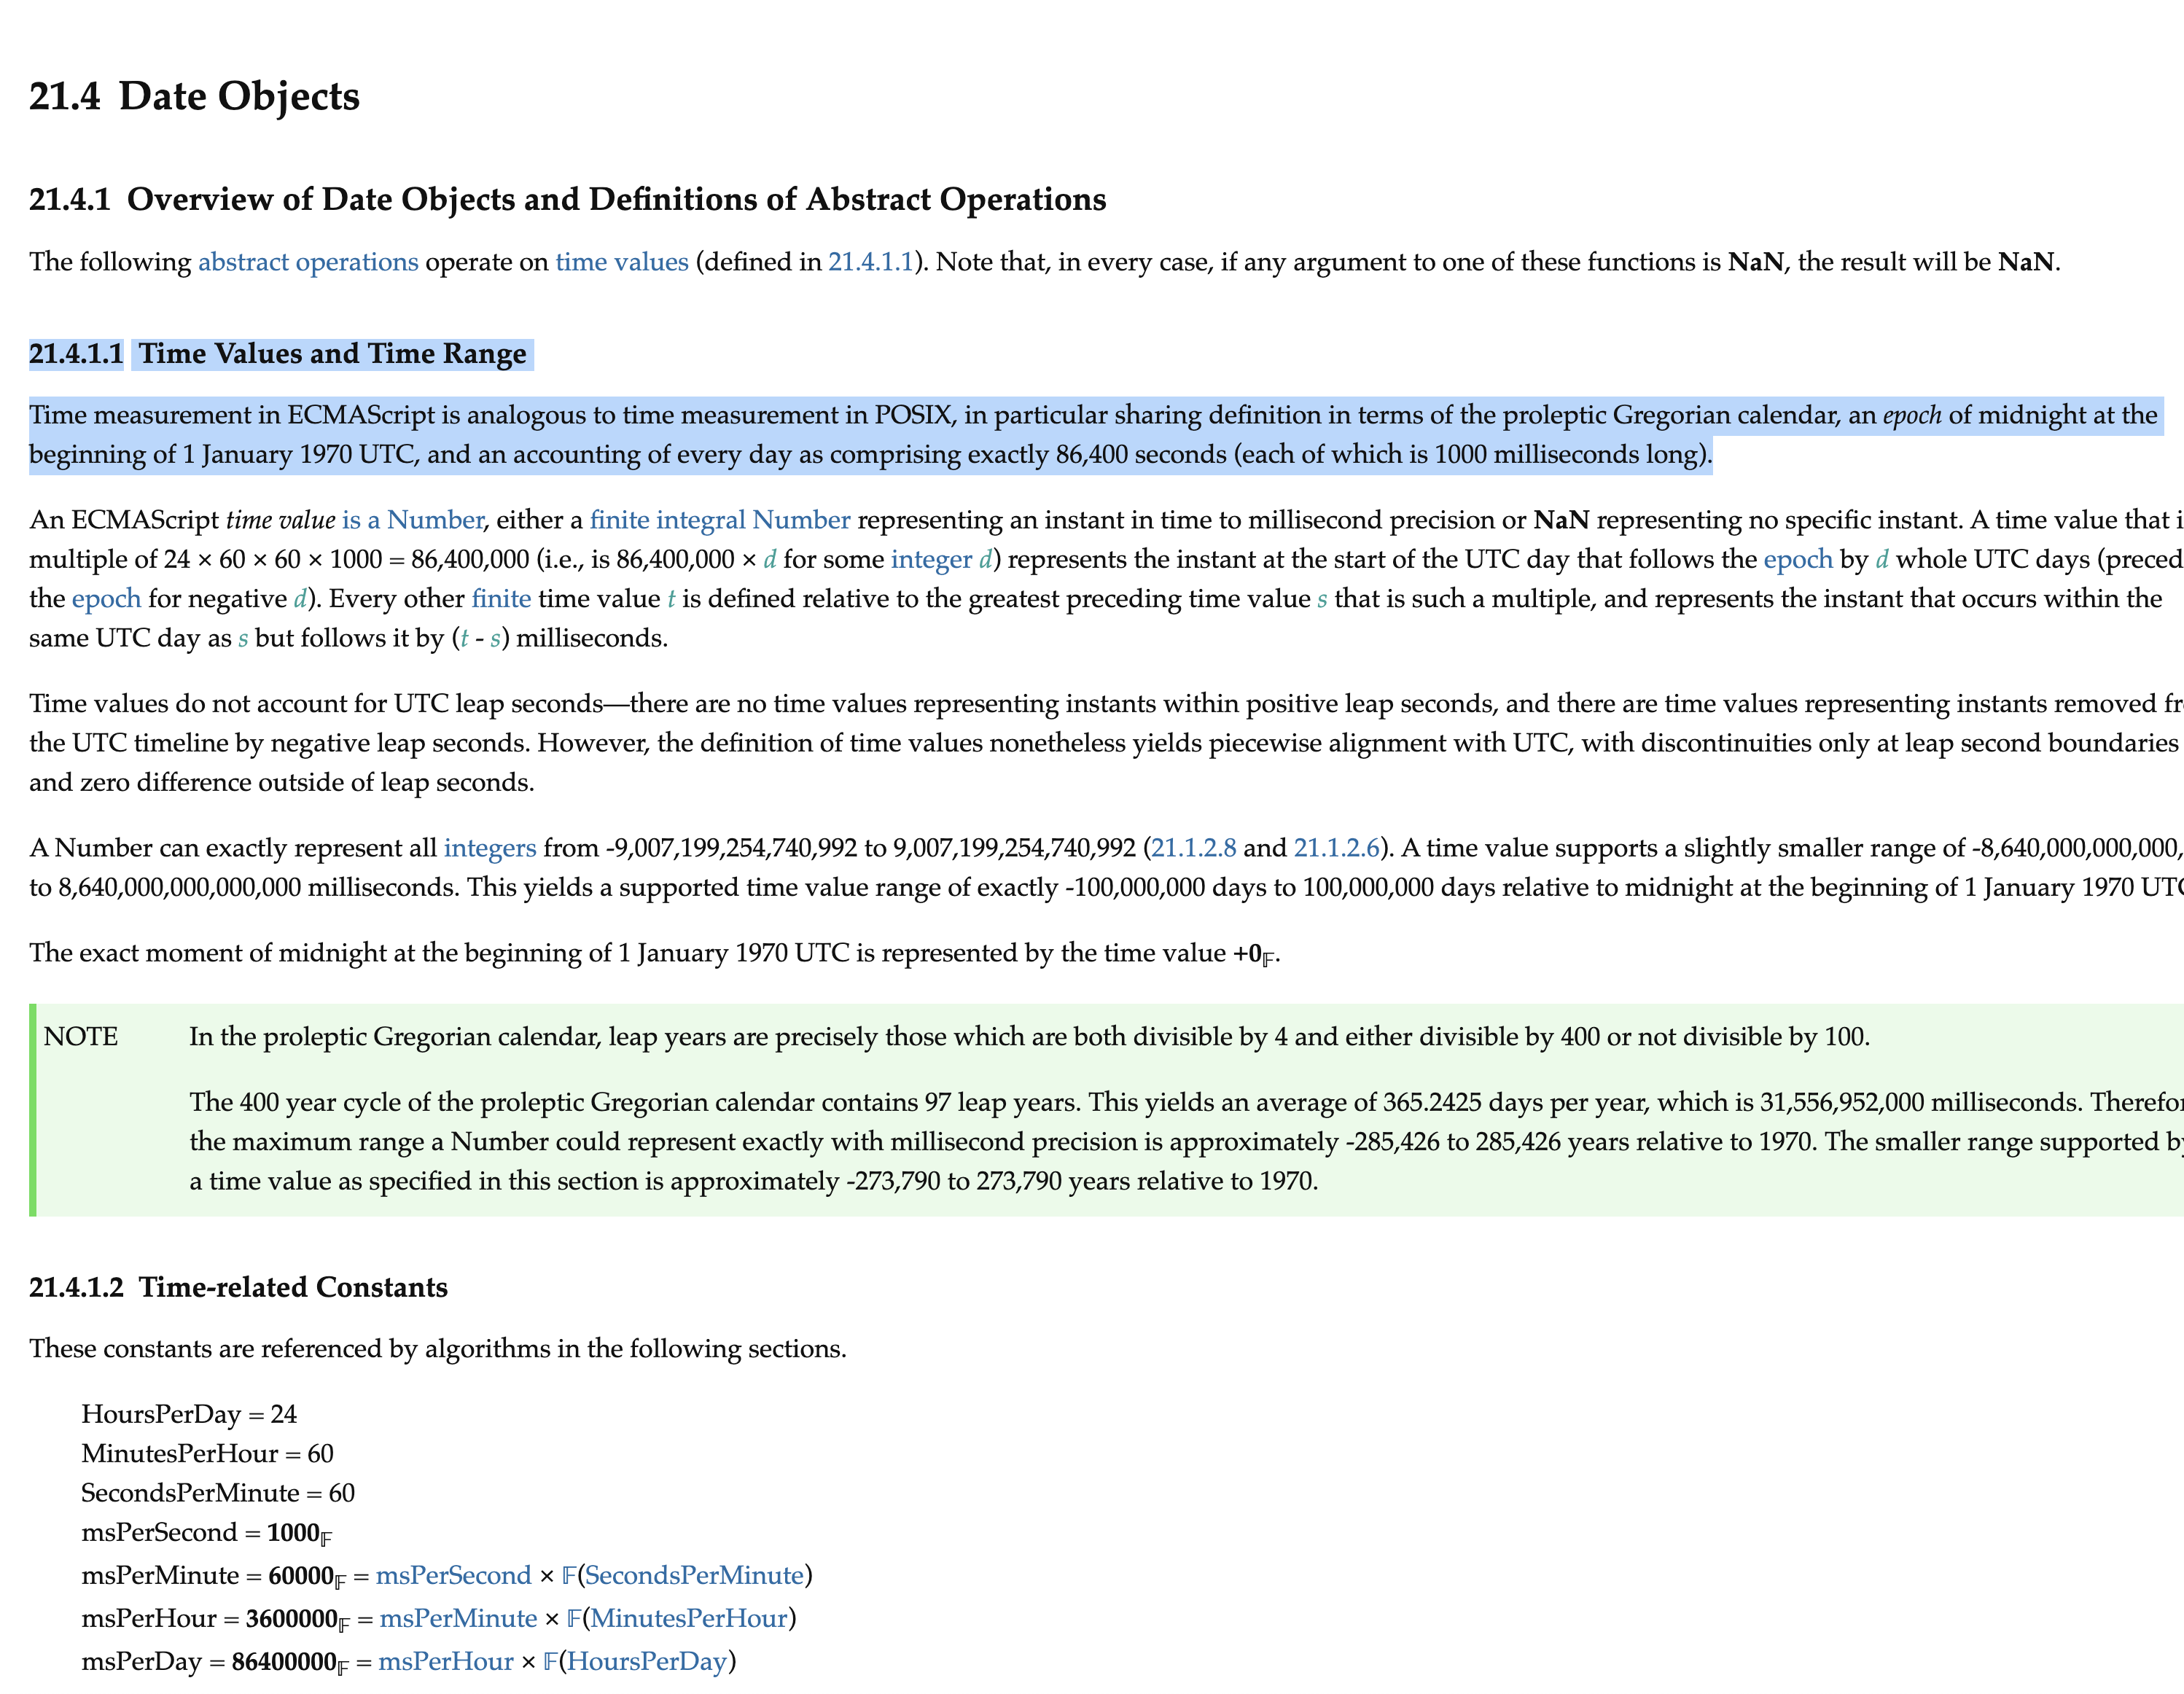 21.4 Date Objects
21.4.1 Overview of Date Objects and Definitions of Abstract Operations
The following abstract operations operate on time values (defined in 21.4.1.1). Note that, in every case, if any argument to one of these functions is NaN, the result will be NaN.
21.4.1.1 Time Values and Time Range
Time measurement in ECMAScript is analogous to time measurement in POSIX, in particular sharing definition in terms of the proleptic Gregorian calendar, an epoch of midnight at the
beginning of 1 January 1970 UTC, and an accounting of every day as comprising exactly 86,400 seconds (each of which is 1000 milliseconds long).
An ECMAScript time value is a Number, either a finite integral Number representing an instant in time to millisecond precision or NaN representing no specific instant. A time value that
multiple of 24 × 60 × 60 × 1000 = 86,400,000 (i.e., is 86,400,000 × d for some integer d) represents the instant at the start of the UTC day that follows the epoch by d whole UTC days (preced
the epoch for negative d). Every other finite time value t is defined relative to the greatest preceding time value s that is such a multiple, and represents the instant that occurs within the
same UTC day as s but follows it by (t - s) milliseconds.
Time values do not account for UTC leap seconds—there are no time values representing instants within positive leap seconds, and there are time values representing instants removed fr
the UTC timeline by negative leap seconds. However, the definition of time values nonetheless yields piecewise alignment with UTC, with discontinuities only at leap second boundaries
and zero difference outside of leap seconds.
A Number can exactly represent all integers from -9,007,199,254,740,992 to 9,007,199,254,740,992 (21.1.2.8 and 21.1.2.6). A time value supports a slightly smaller range of -8,640,000,000,000,
to 8,640,000,000,000,000 milliseconds. This yields a supported time value range of exactly -100,000,000 days to 100,000,000 days relative to midnight at the beginning of 1 January 1970 UTC
The exact moment of midnight at the beginning of 1 January 1970 UTC is represented by the time value +0𝔽.
NOTE In the proleptic Gregorian calendar, leap years are precisely those which are both divisible by 4 and either divisible by 400 or not divisible by 100.
The 400 year cycle of the proleptic Gregorian calendar contains 97 leap years. This yields an average of 365.2425 days per year, which is 31,556,952,000 milliseconds. Therefor
the maximum range a Number could represent exactly with millisecond precision is approximately -285,426 to 285,426 years relative to 1970. The smaller range supported by
a time value as specified in this section is approximately -273,790 to 273,790 years relative to 1970.
21.4.1.2 Time-related Constants
These constants are referenced by algorithms in the following sections.
HoursPerDay = 24
MinutesPerHour = 60
SecondsPerMinute = 60
msPerSecond = 1000𝔽
msPerMinute = 60000𝔽 = msPerSecond × 𝔽(SecondsPerMinute)
msPerHour = 3600000𝔽 = msPerMinute × 𝔽(MinutesPerHour)
msPerDay = 86400000𝔽 = msPerHour × 𝔽(HoursPerDay)